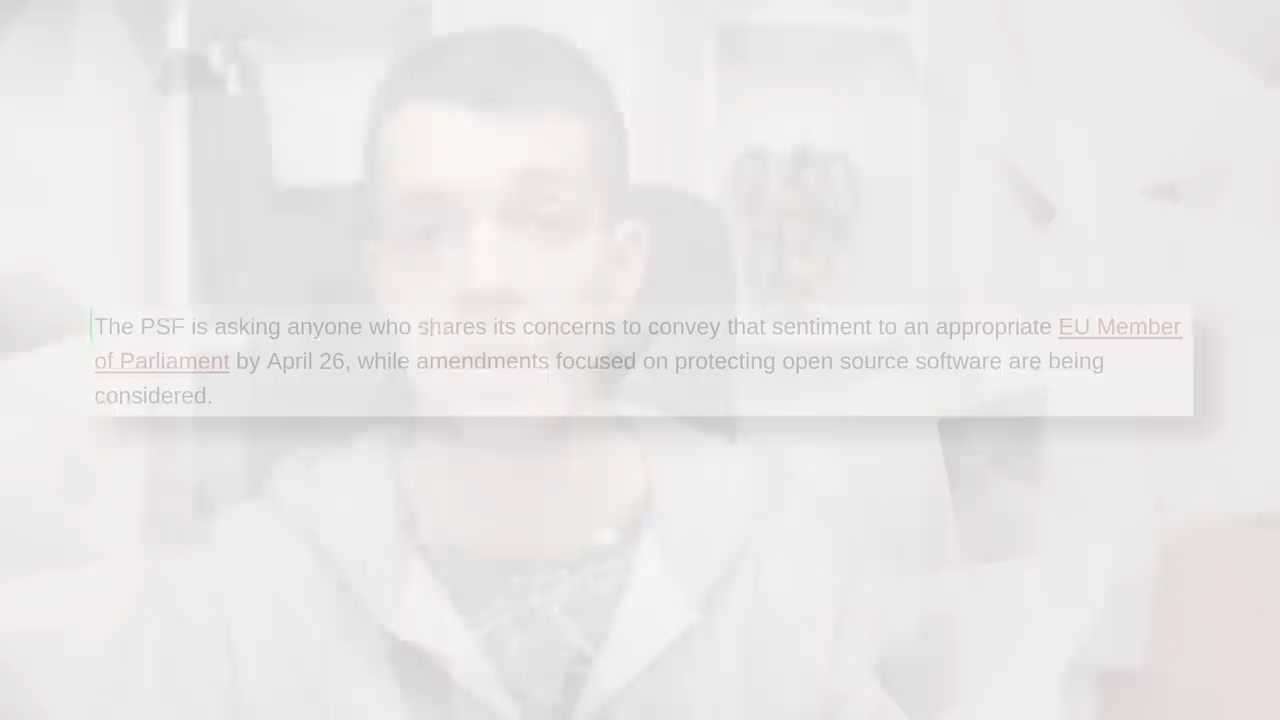 The PSF is asking anyone who shares its concerns to convey that sentiment to an appropriate EU Member
of Parliament by April 26, while amendments focused on protecting open source software are being
considered.